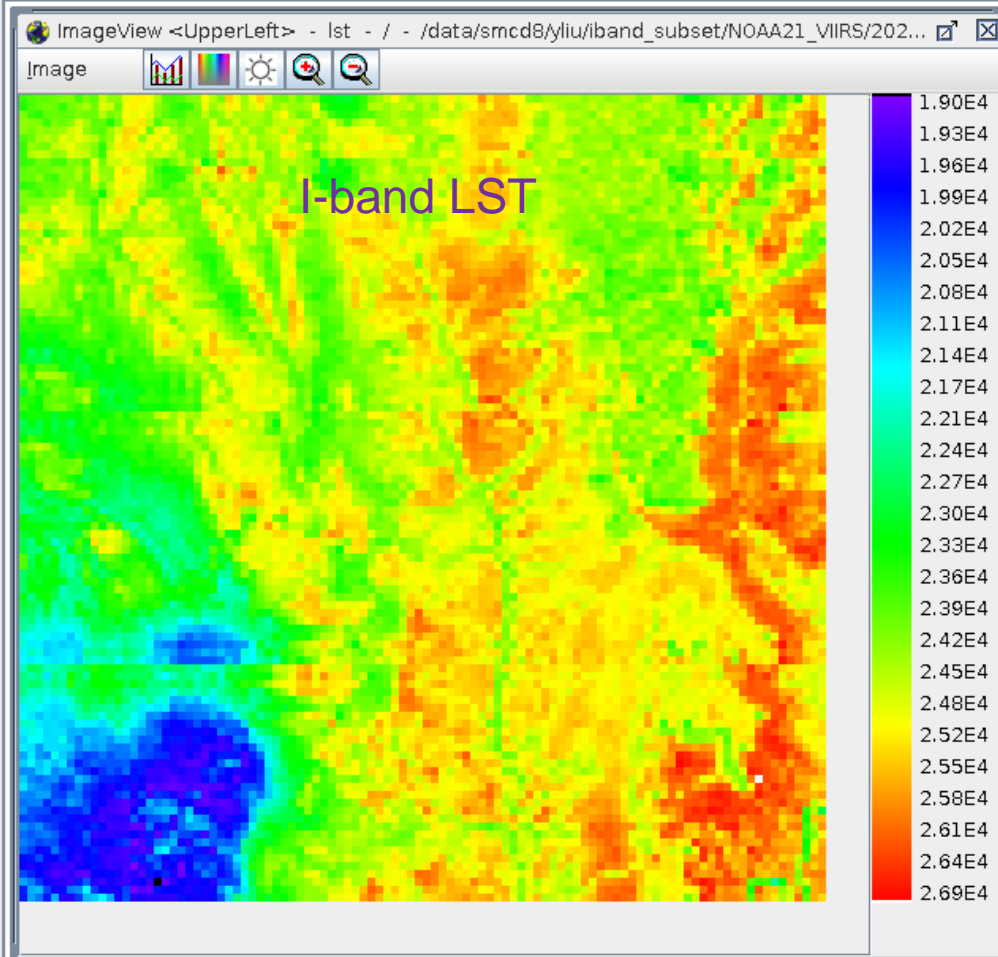 ImageView <UpperLeft> - lst - / - /data/smcd8/yliu/iband_subset/NOAA21_VIIRS/202...
Image
I-band LST
1.90E4
1.93E4
1.96E4
1.99E4
2.02E4
2.05E4
2.08E4
2.11E4
2.14E4
2.17E4
2.21E4
2.24E4
2.27E4
2.30E4
2.33E4
2.36E4
2.39E4
2.42E4
2.45E4
2.48E4
2.52E4
2.55E4
2.58E4
2.61E4
2.64E4
2.69E4